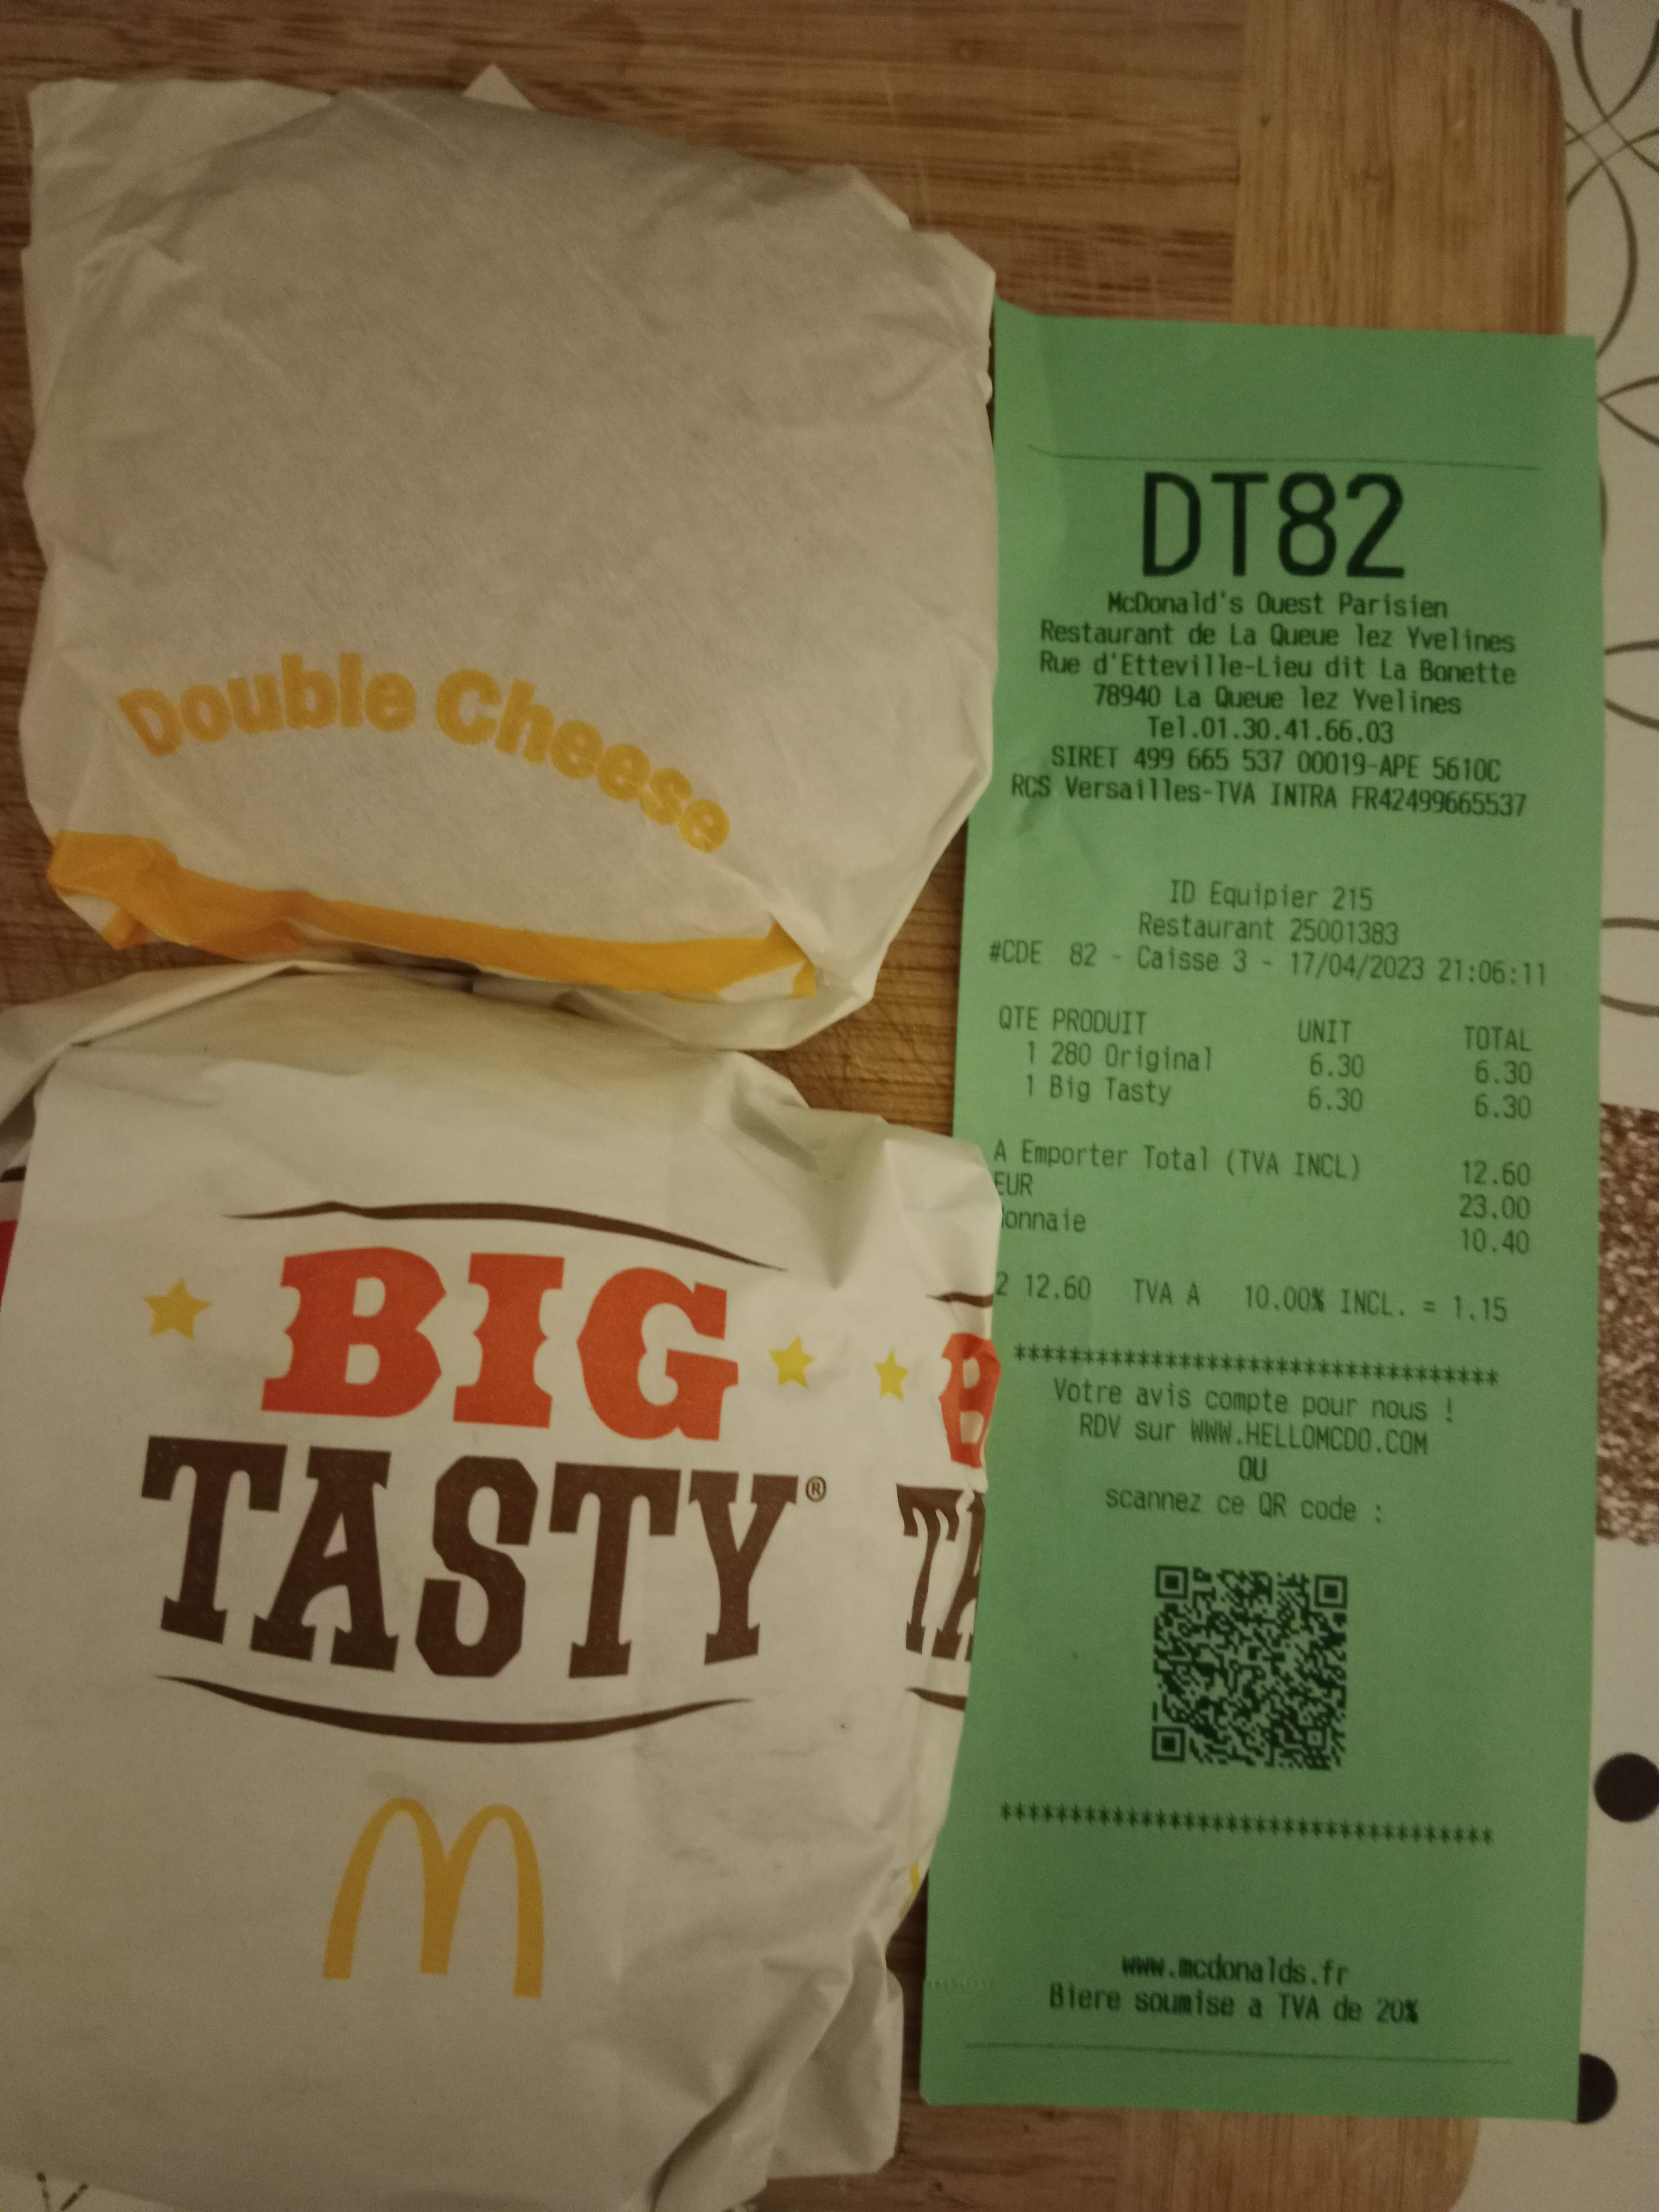 Double Cheese
BIG
TASTY®
B
TA
DT82
McDonald's Ouest Parisien
Restaurant de La Queue lez Yvelines
Rue d'Etteville-Lieu dit La Bonette
78940 La Queue lez Yvelines
Tel.01.30.41.66.03
SIRET 499 665 537 00019-APE 5610C
RCS Versailles-TVA INTRA FR42499665537
ID Equipier 215
Restaurant 25001383
#CDE 82 - Caisse 3 - 17/04/2023 21:06:11
QTE PRODUIT UNIT TOTAL
1 280 Original 6.30 6.30
1 Big Tasty 6.30 6.30
A Emporter Total (TVA INCL) 12.60
EUR 23.00
onnaie 10.40
2 12.60 TVA A 10.00% INCL. = 1.15
***********************************
Votre avis compte pour nous !
RDV sur WWW.HELLOMCDO.COM
OU
scannez ce QR code :
***********************************
www.mcdonalds.fr
Biere soumise a TVA de 20%